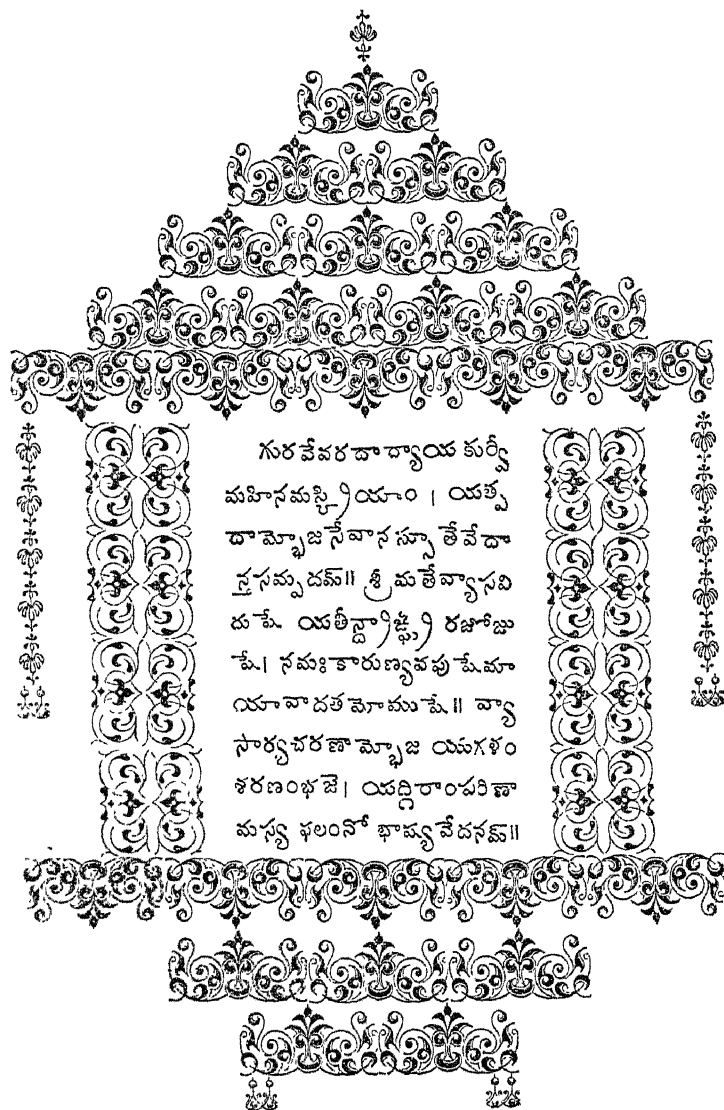 గురవేవరదాద్యాయ కుర్వీ
మహినమస్క్రియాం । యత్ప
దామ్భోజసేవానస్సూతేవేదా
న్తసమ్పదమ్॥ శ్రీమతేవ్యాసవి
దుషే యతీన్ద్రాఙ్ఘ్రి రజోజు
షే। నమఃకారుణ్యవపుషేమా
యావాదతమోముషే॥ వ్యా
సార్యచరణామ్భోజ యుగళం
శరణంభజే। యద్గిరాంపరిణా
మస్య ఫలంనో భాష్యవేదనమ్॥